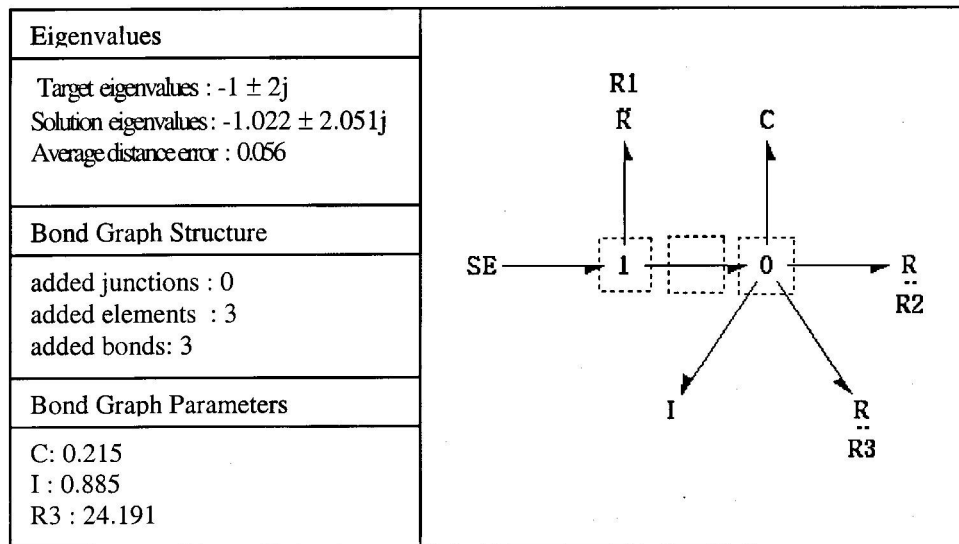 Eigenvalues
Target eigenvalues : -1 ± 2j
Solution eigenvalues : -1.022 ± 2.051j
Average distance error : 0.056
Bond Graph Structure
added junctions : 0
added elements : 3
added bonds: 3
Bond Graph Parameters
C: 0.215
I : 0.885
R3 : 24.191
R1
R
C
SE
1
0
R
R2
I
R
R3